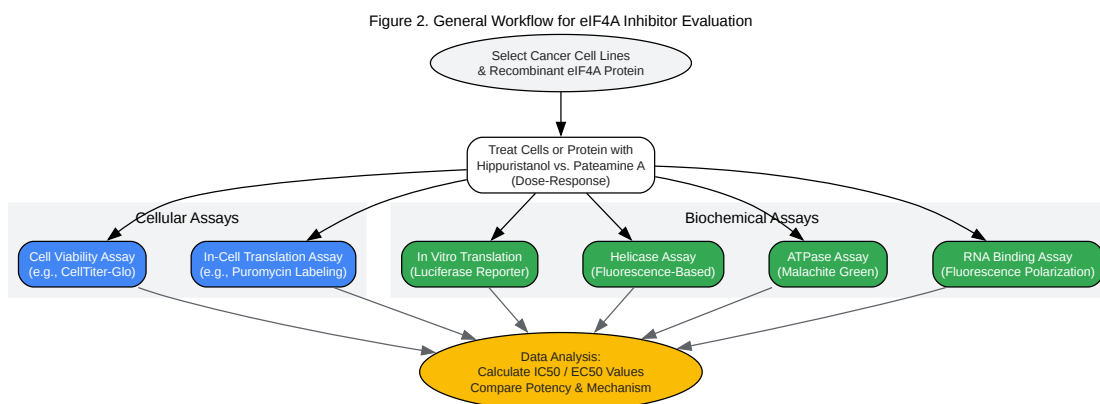 Figure 2. General Workflow for eIF4A Inhibitor Evaluation
Select Cancer Cell Lines
& Recombinant eIF4A Protein
Treat Cells or Protein with
Hippuristanol vs. Pateamine A
(Dose-Response)
Cellular Assays
Biochemical Assays
Cell Viability Assay
(e.g., CellTiter-Glo)
In-Cell Translation Assay
(e.g., Puromycin Labeling)
In Vitro Translation
(Luciferase Reporter)
Helicase Assay
(Fluorescence-Based)
ATPase Assay
(Malachite Green)
RNA Binding Assay
(Fluorescence Polarization)
Data Analysis:
Calculate IC50 / EC50 Values
Compare Potency & Mechanism